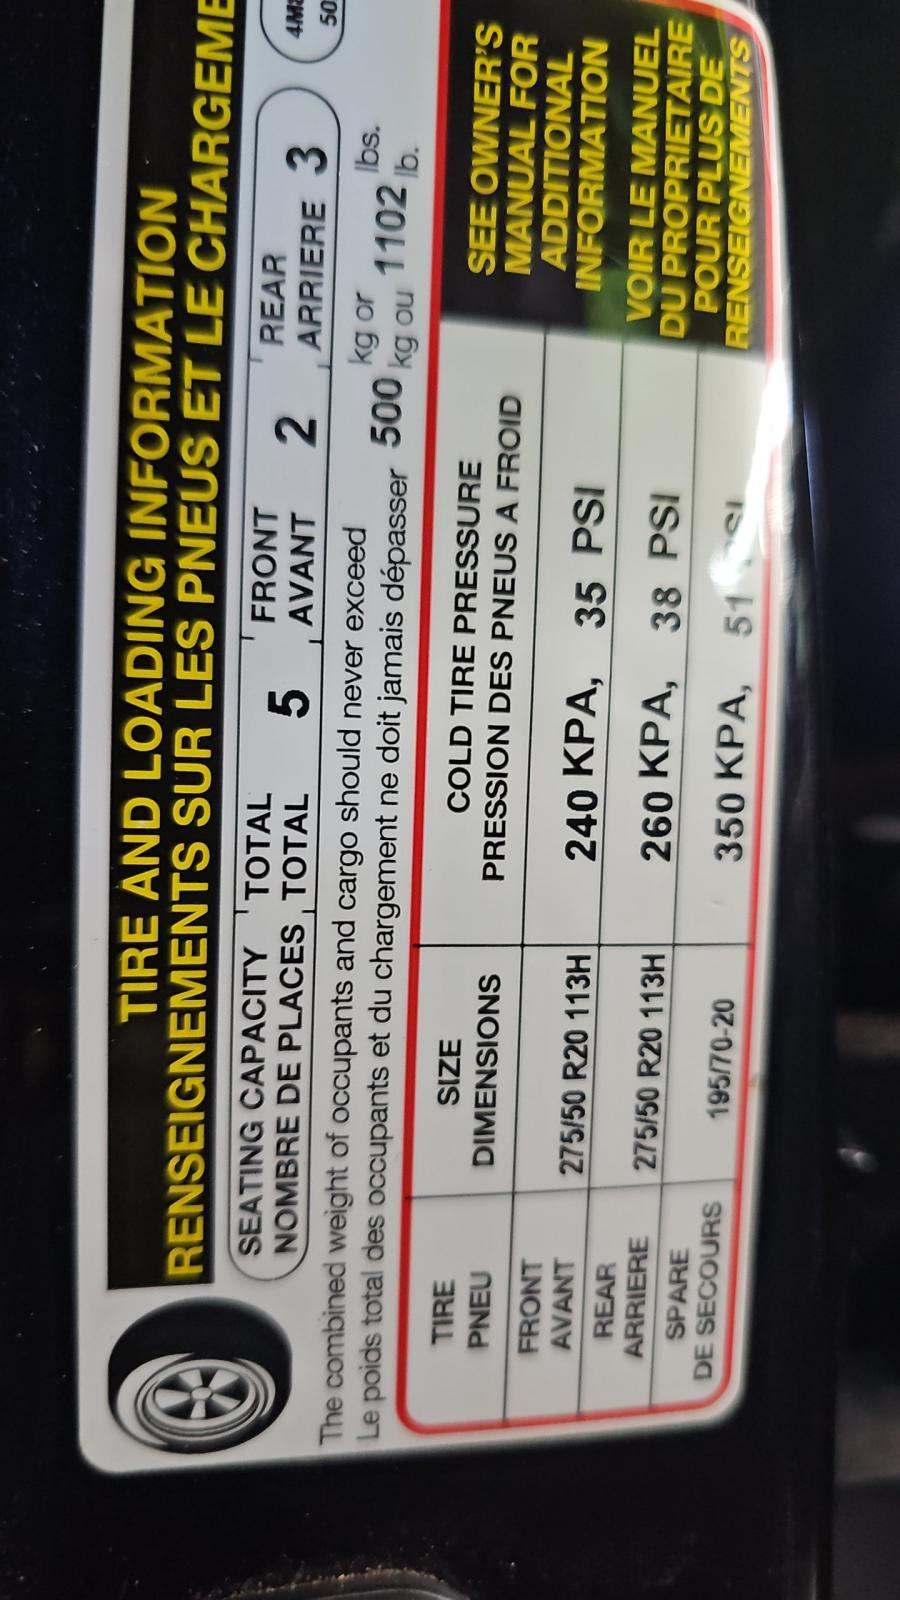 TIRE AND LOADING INFORMATION
RENSEIGNEMENTS SUR LES PNEUS ET LE CHARGEME
SEATING CAPACITY TOTAL 5 FRONT 2 REAR 3
NOMBRE DE PLACES TOTAL AVANT ARRIERE
The combined weight of occupants and cargo should never exceed 500 kg or 1102 lbs.
Le poids total des occupants et du chargement ne doit jamais dépasser kg ou lb.
TIRE SIZE COLD TIRE PRESSURE
PNEU DIMENSIONS PRESSION DES PNEUS A FROID
FRONT
AVANT 275/50 R20 113H 240 KPA, 35 PSI
REAR
ARRIERE 275/50 R20 113H 260 KPA, 38 PSI
SPARE
DE SECOURS 195/70-20 350 KPA, 51
SEE OWNER'S
MANUAL FOR
ADDITIONAL
INFORMATION
VOIR LE MANUEL
DU PROPRIETAIRE
POUR PLUS DE
RENSEIGNEMENTS